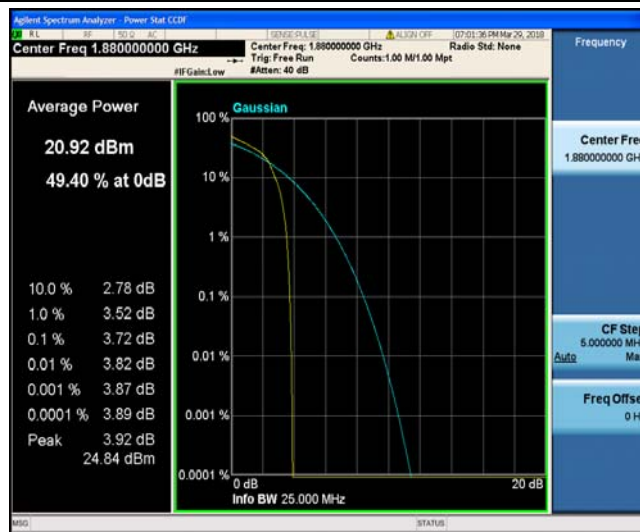 Agilent Spectrum Analyzer - Power Stat CCDF
RL RF 50 Ω AC SENSE:PULSE ALIGN OFF 07:01:36 PM Mar 29, 2018
Center Freq 1.880000000 GHz
Center Freq: 1.880000000 GHz Radio Std: None
Trig: Free Run Counts:1.00 M/1.00 Mpt
#IFGain:Low #Atten: 40 dB
Frequency
Average Power
20.92 dBm
49.40 % at 0dB
10.0 % 2.78 dB
1.0 % 3.52 dB
0.1 % 3.72 dB
0.01 % 3.82 dB
0.001 % 3.87 dB
0.0001 % 3.89 dB
Peak 3.92 dB
24.84 dBm
Gaussian
100 %
10 %
1 %
0.1 %
0.01 %
0.001 %
0.0001 %
0 dB 20 dB
Info BW 25.000 MHz
Center Fre
1.880000000 GH
CF Ste
5.000000 MH
Auto Ma
Freq Offse
0 H
MSG STATUS